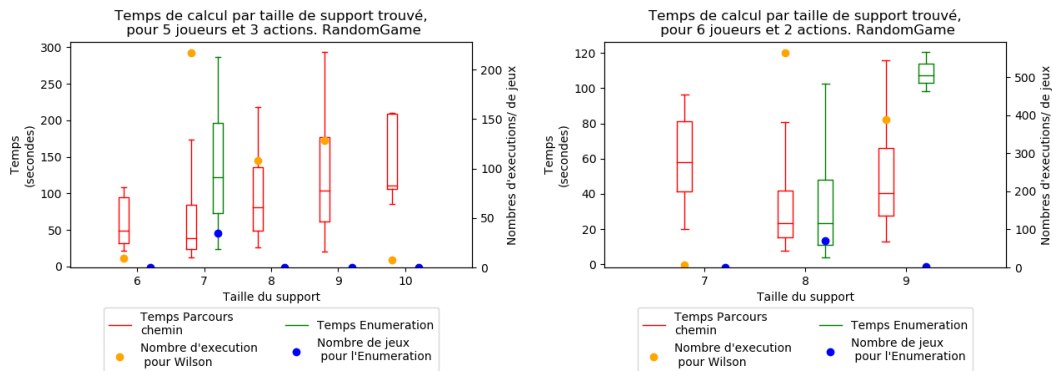 Temps de calcul par taille de support trouvé,
pour 5 joueurs et 3 actions. RandomGame
300
250
200
150
100
50
0
Temps
(secondes)
200
150
100
50
0
Nombres d'executions/ de jeux
6
7
8
9
10
Taille du support
Temps Parcours
chemin
Nombre d'execution
pour Wilson
Temps Enumeration
Nombre de jeux
pour l'Enumeration
Temps de calcul par taille de support trouvé,
pour 6 joueurs et 2 actions. RandomGame
120
100
80
60
40
20
0
Temps
(secondes)
500
400
300
200
100
0
Nombres d'executions/ de jeux
7
8
9
Taille du support
Temps Parcours
chemin
Nombre d'execution
pour Wilson
Temps Enumeration
Nombre de jeux
pour l'Enumeration